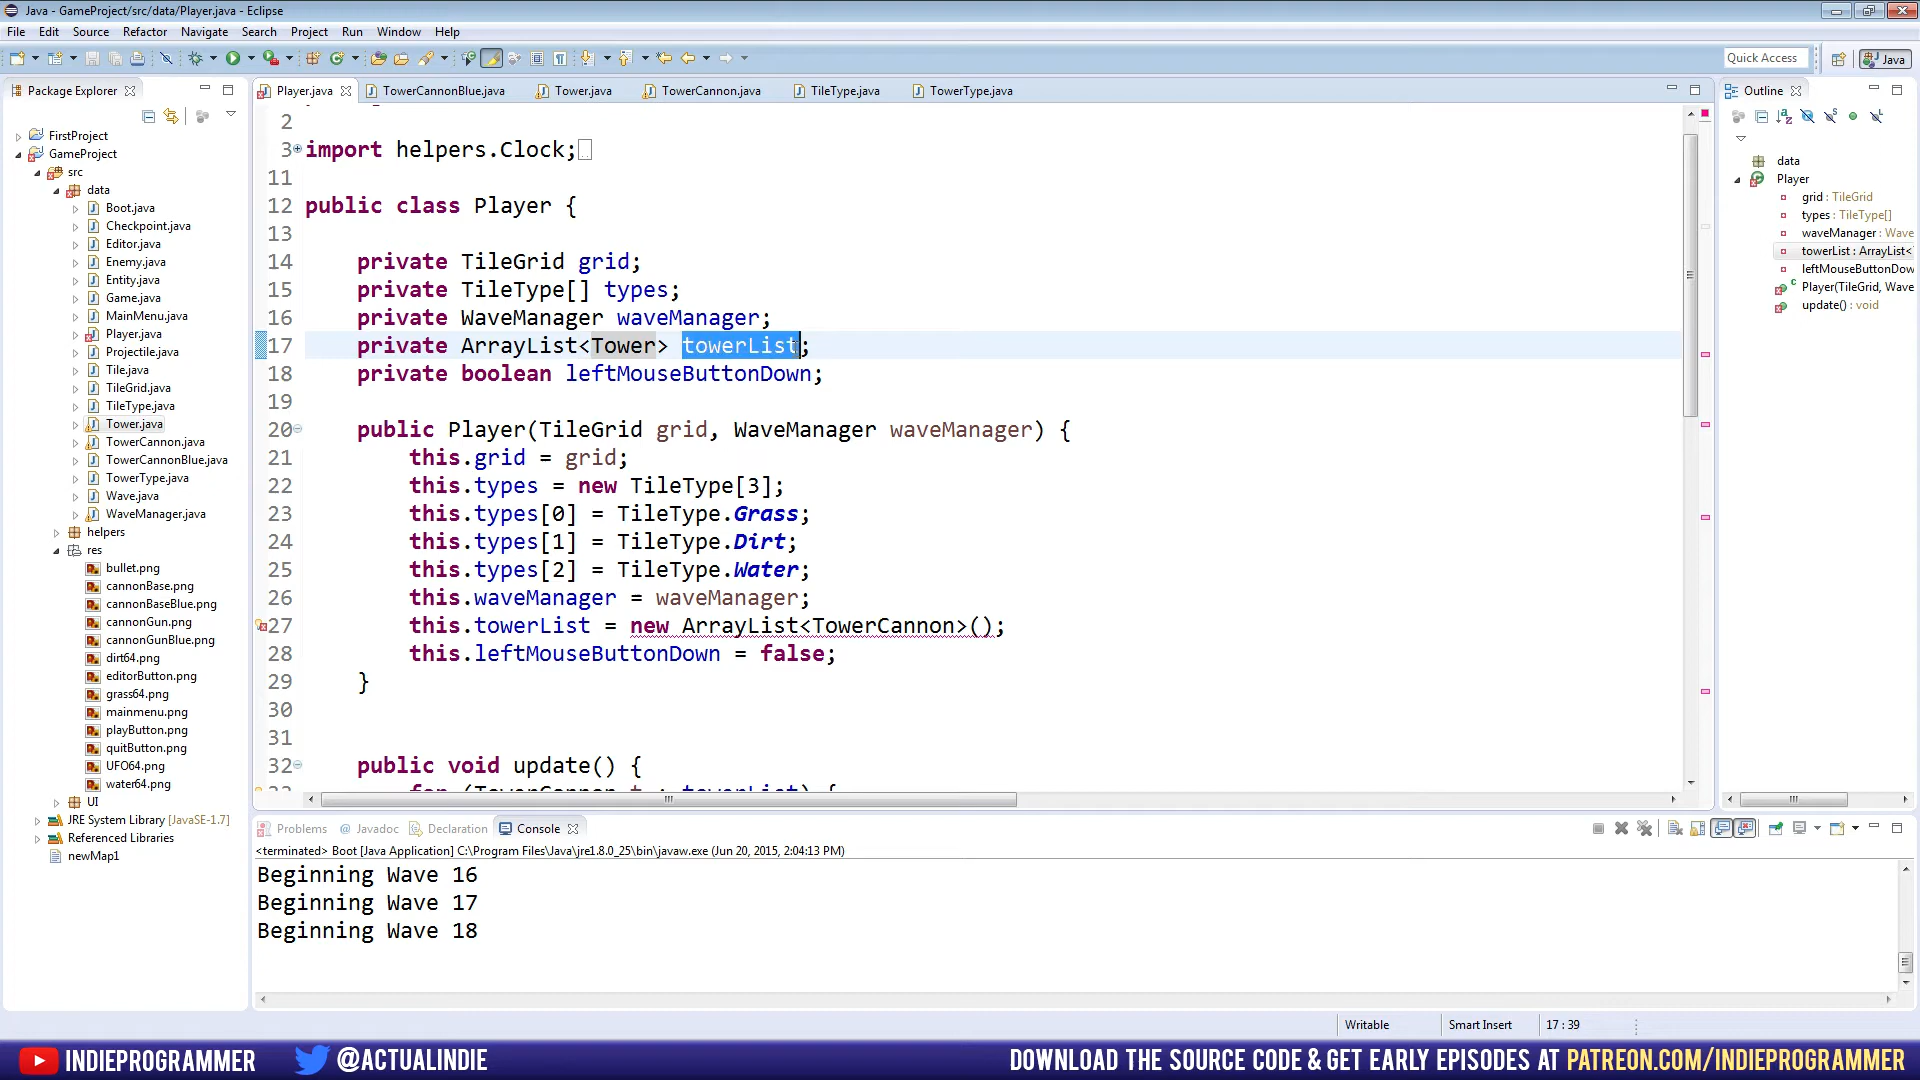 Java - GameProject/src/data/Player.java - Eclipse
File Edit Source Refactor Navigate Search Project Run Window Help
Quick Access
Java
Package Explorer
FirstProject
GameProject
src
data
Boot.java
Checkpoint.java
Editor.java
Enemy.java
Entity.java
Game.java
MainMenu.java
Player.java
Projectile.java
Tile.java
TileGrid.java
TileType.java
Tower.java
TowerCannon.java
TowerCannonBlue.java
TowerType.java
Wave.java
WaveManager.java
helpers
res
bullet.png
cannonBase.png
cannonBaseBlue.png
cannonGun.png
cannonGunBlue.png
dirt64.png
editorButton.png
grass64.png
mainmenu.png
playButton.png
quitButton.png
UFO64.png
water64.png
UI
JRE System Library [JavaSE-1.7]
Referenced Libraries
newMap1
Player.java TowerCannonBlue.java Tower.java TowerCannon.java TileType.java TowerType.java
2
3 import helpers.Clock;
11
12 public class Player {
13
14 private TileGrid grid;
15 private TileType[] types;
16 private WaveManager waveManager;
17 private ArrayList<Tower> towerList;
18 private boolean leftMouseButtonDown;
19
20 public Player(TileGrid grid, WaveManager waveManager) {
21 this.grid = grid;
22 this.types = new TileType[3];
23 this.types[0] = TileType.Grass;
24 this.types[1] = TileType.Dirt;
25 this.types[2] = TileType.Water;
26 this.waveManager = waveManager;
27 this.towerList = new ArrayList<TowerCannon>();
28 this.leftMouseButtonDown = false;
29 }
30
31
32 public void update() {
33 for (TowerCannon t : towerList) {
Outline
data
Player
grid : TileGrid
types : TileType[]
waveManager : Wave
towerList : ArrayList<
leftMouseButtonDow
Player(TileGrid, Wave
update() : void
Problems Javadoc Declaration Console
<terminated> Boot [Java Application] C:\Program Files\Java\jre1.8.0_25\bin\javaw.exe (Jun 20, 2015, 2:04:13 PM)
Beginning Wave 16
Beginning Wave 17
Beginning Wave 18
Writable Smart Insert 17 : 39
INDIEPROGRAMMER @ACTUALINDIE DOWNLOAD THE SOURCE CODE & GET EARLY EPISODES AT PATREON.COM/INDIEPROGRAMMER